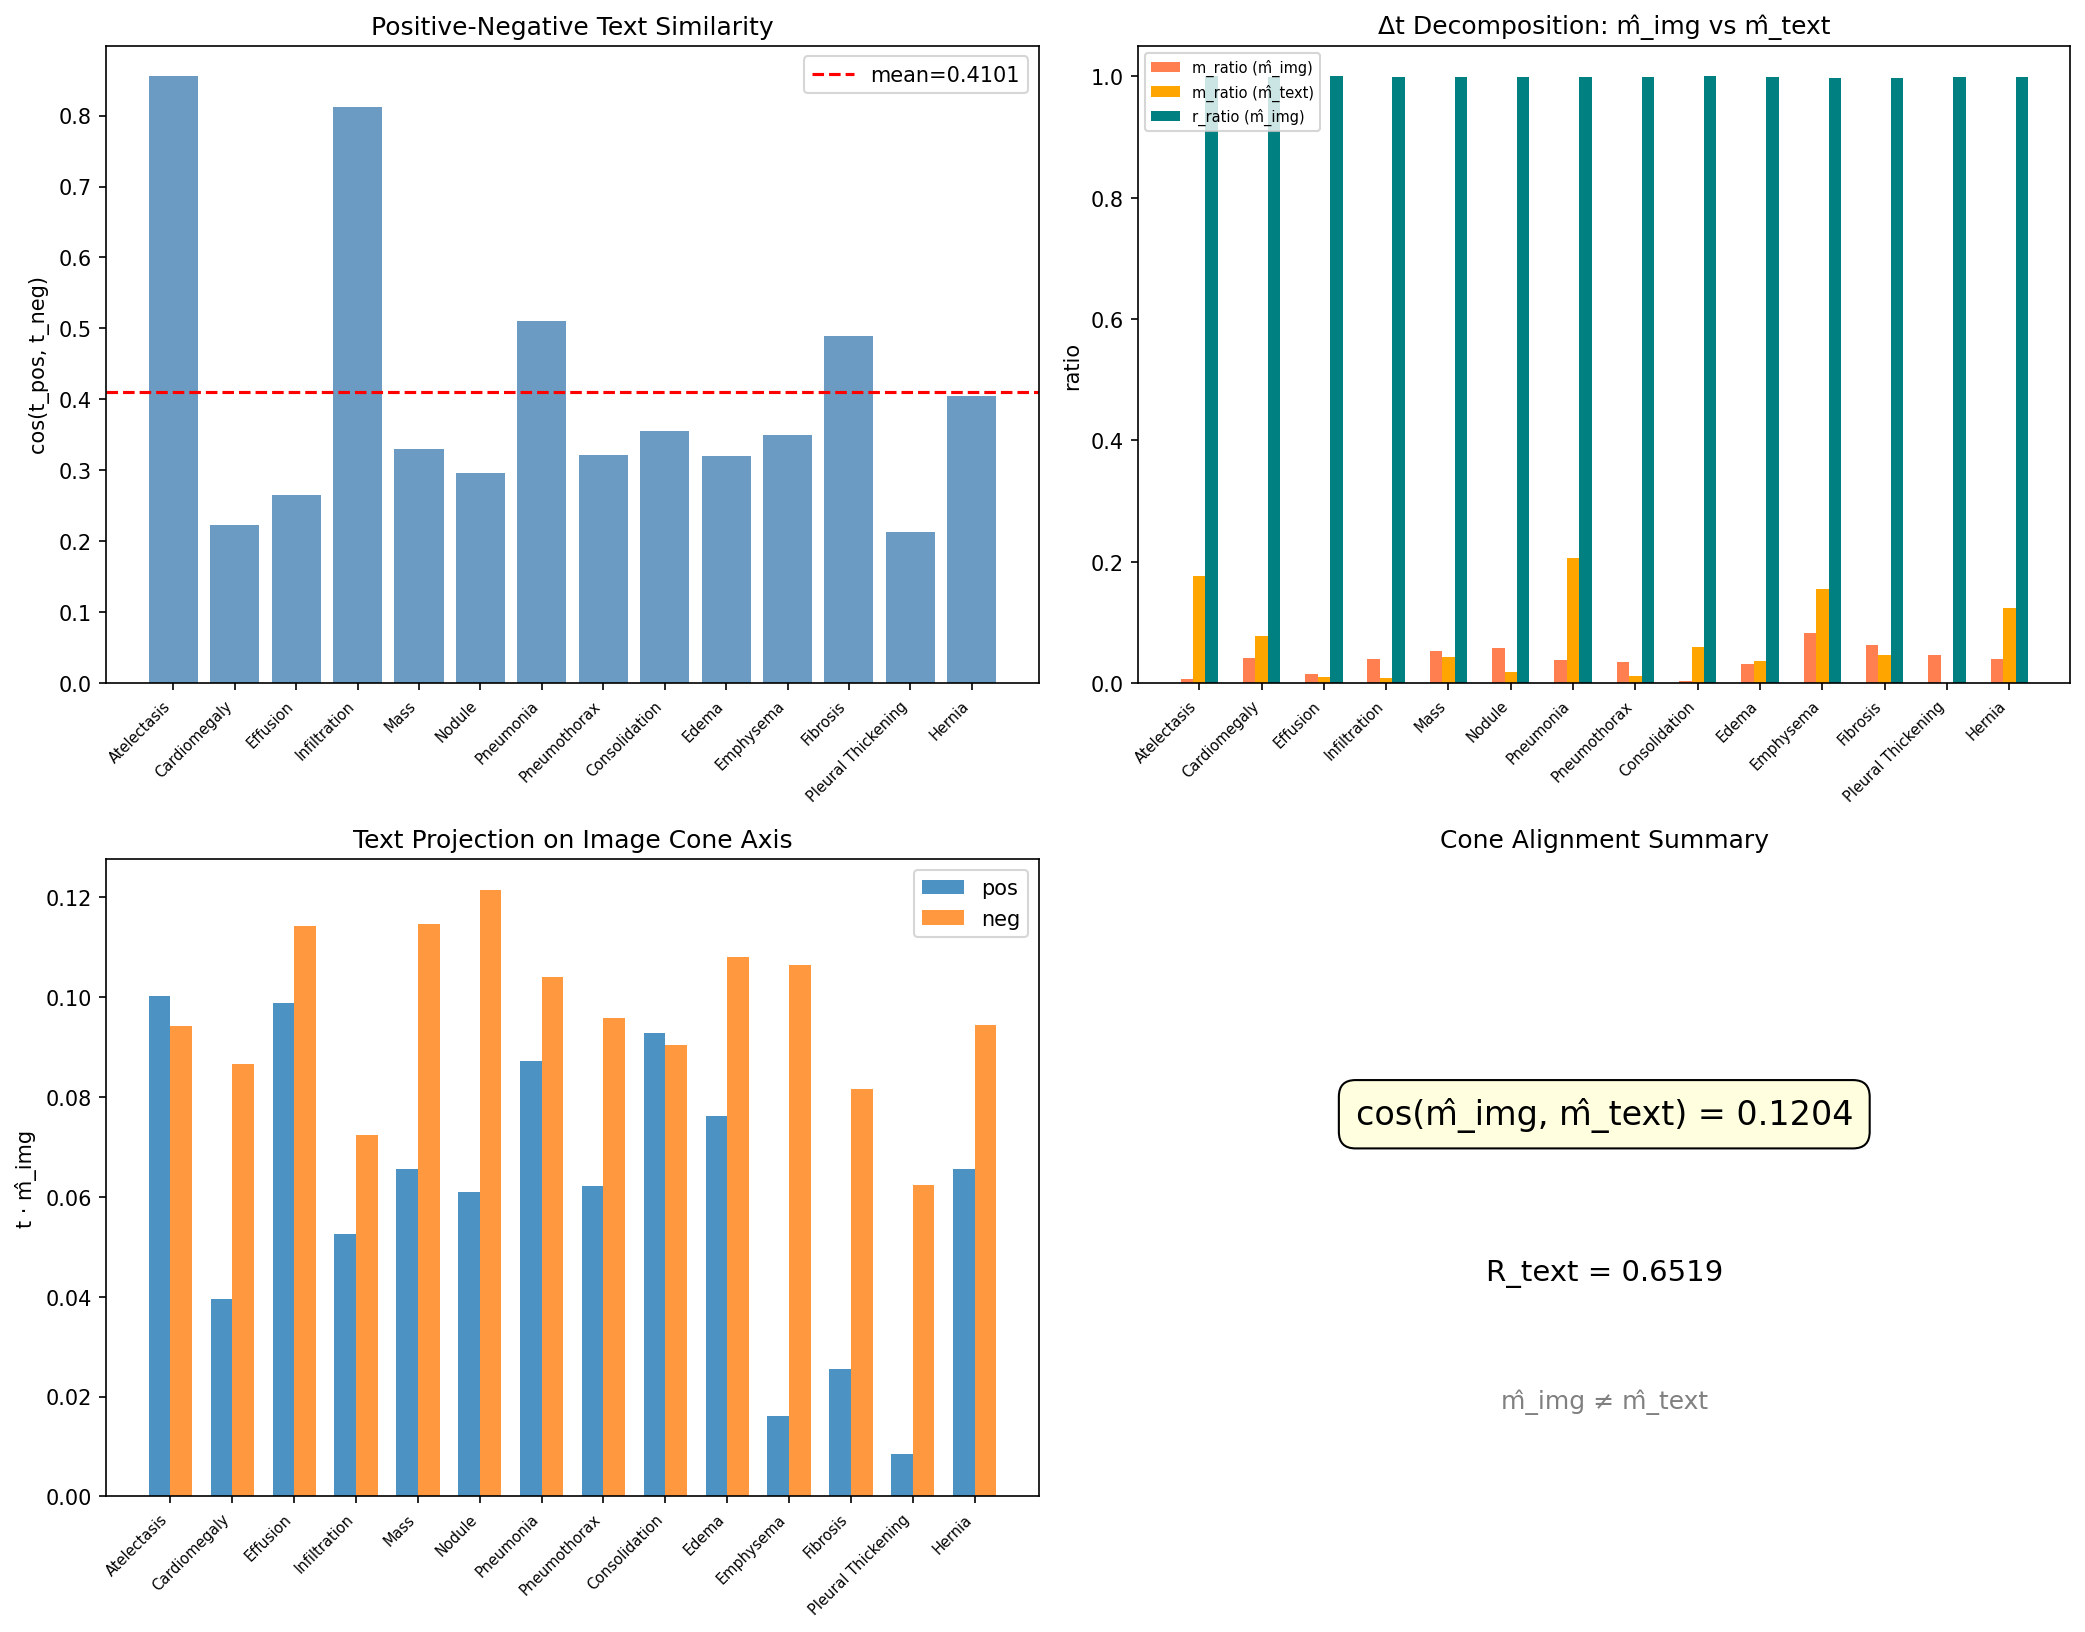 Positive-Negative Text Similarity
cos(t_pos, t_neg)
0.8
0.7
0.6
0.5
0.4
0.3
0.2
0.1
0.0
mean=0.4101
Atelectasis
Cardiomegaly
Effusion
Infiltration
Mass
Nodule
Pneumonia
Pneumothorax
Consolidation
Edema
Emphysema
Fibrosis
Pleural Thickening
Hernia
Δt Decomposition: m̂_img vs m̂_text
ratio
1.0
0.8
0.6
0.4
0.2
0.0
m_ratio (m̂_img)
m_ratio (m̂_text)
r_ratio (m̂_img)
Atelectasis
Cardiomegaly
Effusion
Infiltration
Mass
Nodule
Pneumonia
Pneumothorax
Consolidation
Edema
Emphysema
Fibrosis
Pleural Thickening
Hernia
Text Projection on Image Cone Axis
t · m̂_img
0.12
0.10
0.08
0.06
0.04
0.02
0.00
pos
neg
Atelectasis
Cardiomegaly
Effusion
Infiltration
Mass
Nodule
Pneumonia
Pneumothorax
Consolidation
Edema
Emphysema
Fibrosis
Pleural Thickening
Hernia
Cone Alignment Summary
cos(m̂_img, m̂_text) = 0.1204
R_text = 0.6519
m̂_img ≠ m̂_text